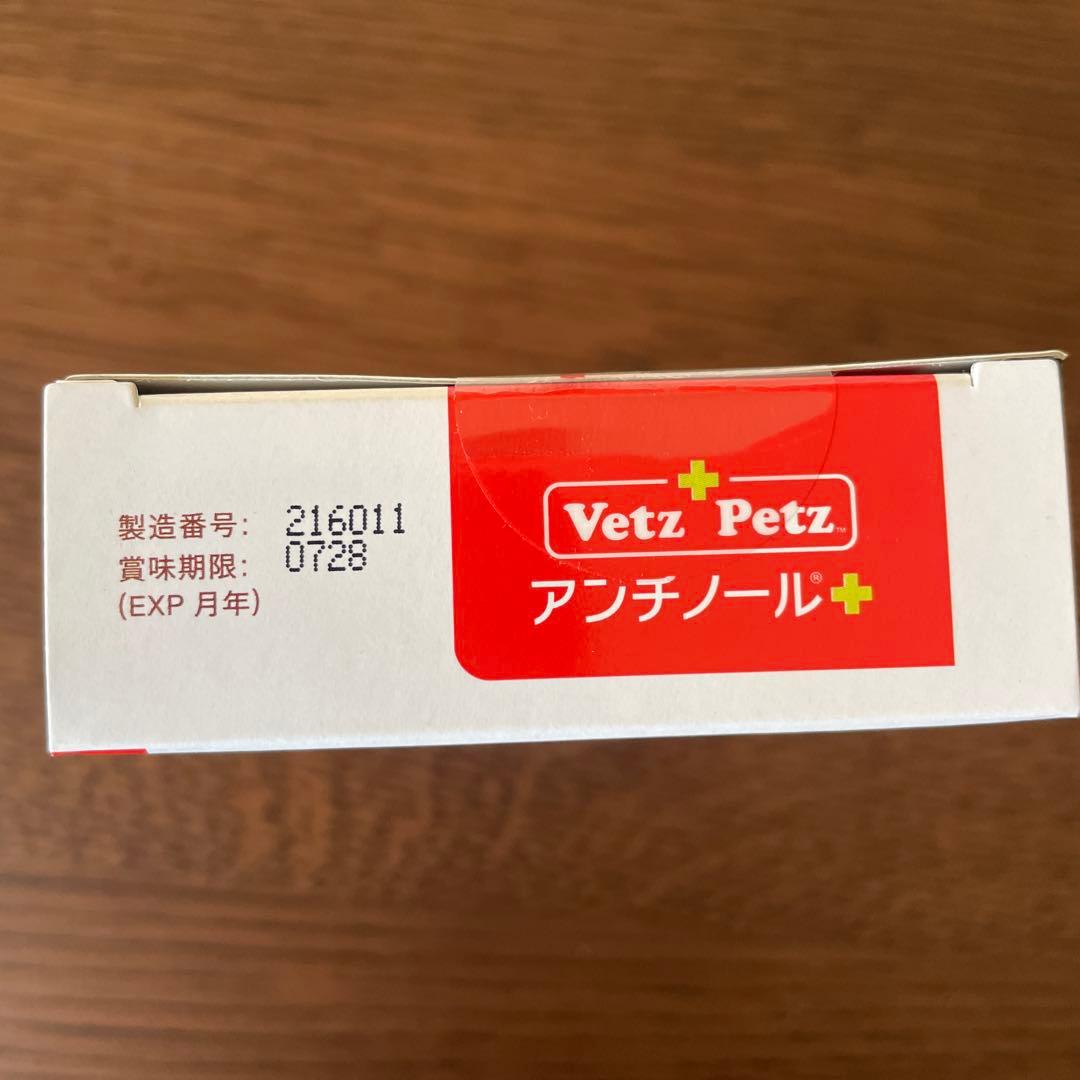 製造番号: 216011
賞味期限: 0728
(EXP 月年)
Vetz Petz™
アンチノール®+